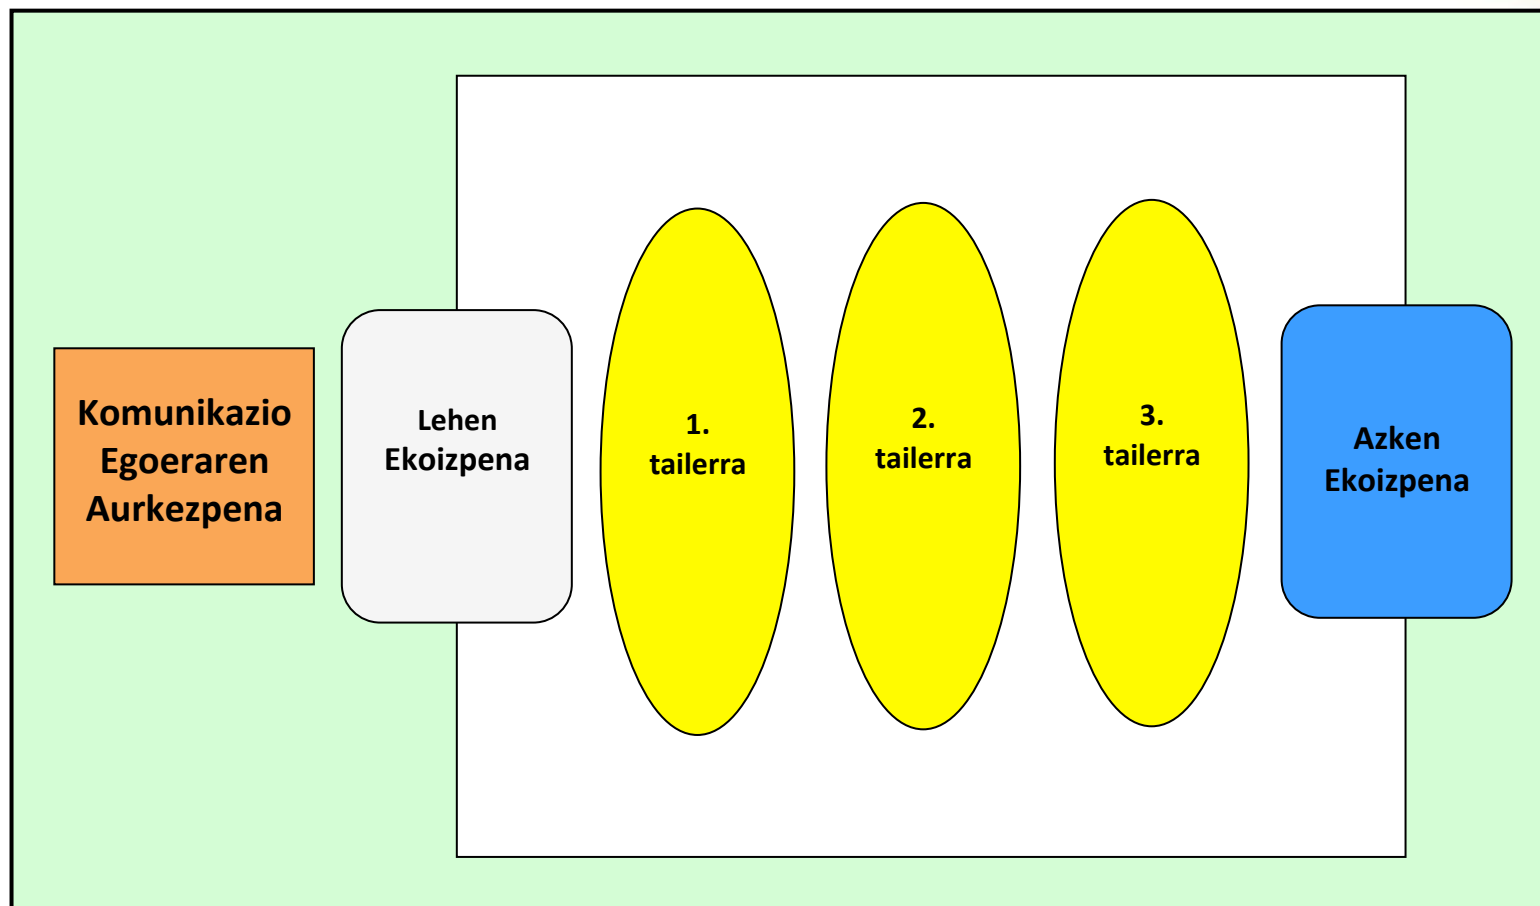 Komunikazio
Egoeraren
Aurkezpena
Lehen
Ekoizpena
1.
tailerra
2.
tailerra
3.
tailerra
Azken
Ekoizpena